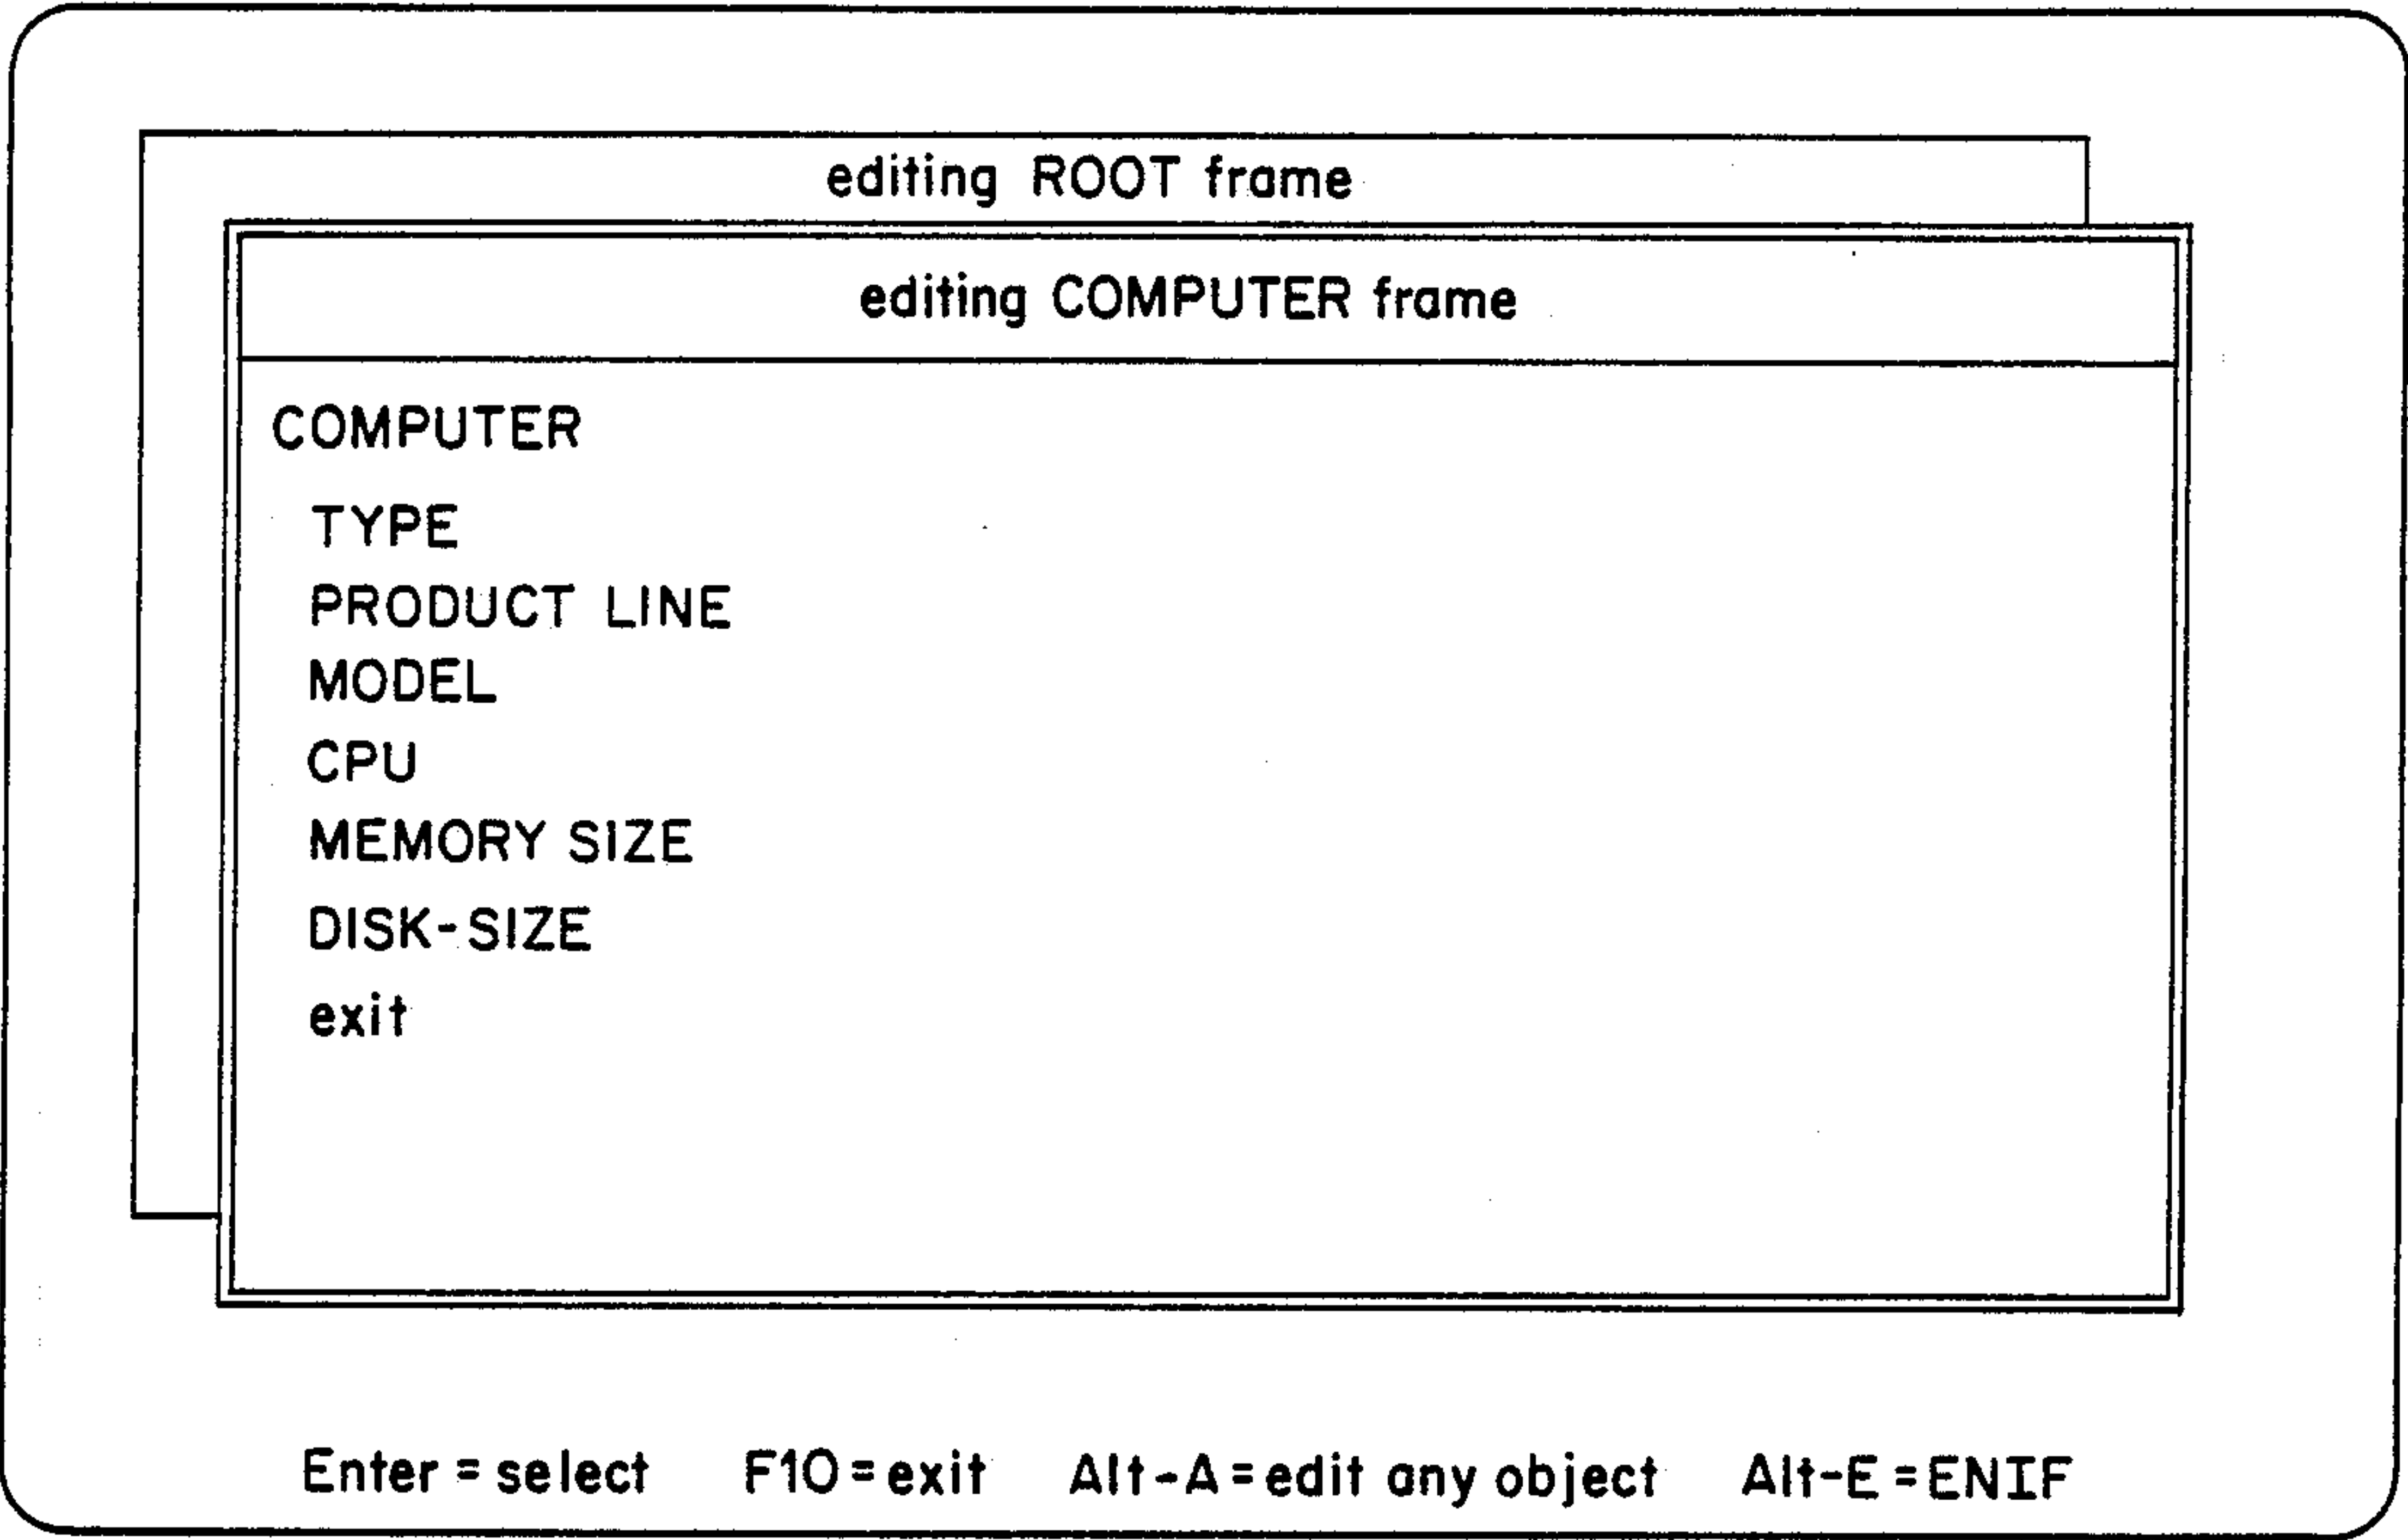 editing ROOT frame
editing COMPUTER frame
COMPUTER
TYPE
PRODUCT LINE
MODEL
CPU
MEMORY SIZE
DISK-SIZE
exit
Enter = select F10 = exit Alt-A = edit any object Alt-E = ENIF